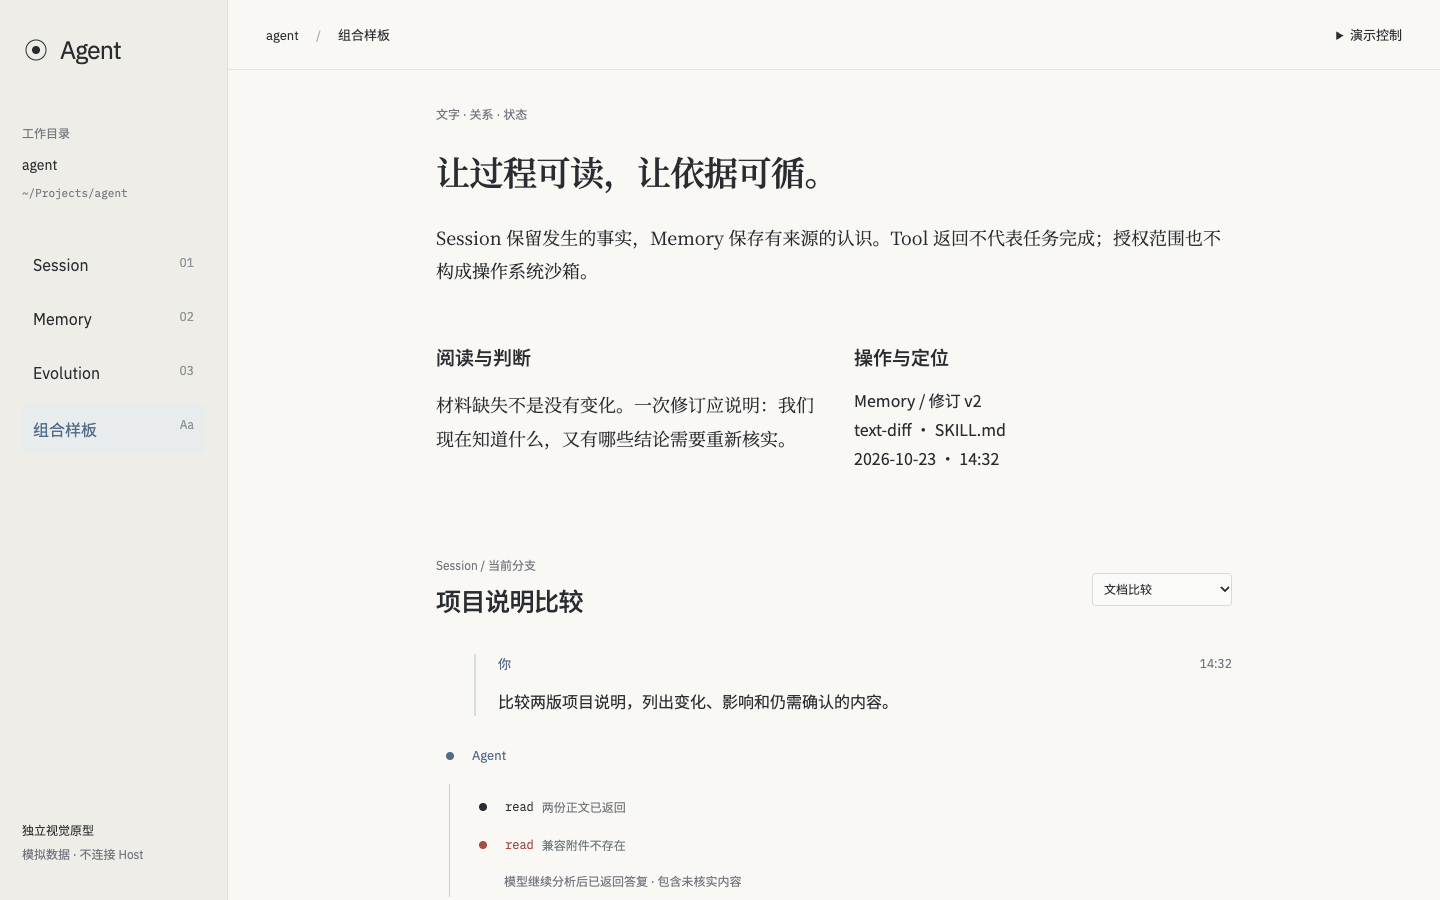 Agent
工作目录
agent
~/Projects/agent
Session 01
Memory 02
Evolution 03
组合样板 Aa
独立视觉原型
模拟数据 · 不连接 Host
agent / 组合样板
▶ 演示控制
文字 · 关系 · 状态
让过程可读，让依据可循。
Session 保留发生的事实，Memory 保存有来源的认识。Tool 返回不代表任务完成；授权范围也不
构成操作系统沙箱。
阅读与判断
材料缺失不是没有变化。一次修订应说明：我们
现在知道什么，又有哪些结论需要重新核实。
操作与定位
Memory / 修订 v2
text-diff · SKILL.md
2026-10-23 · 14:32
Session / 当前分支
项目说明比较
文档比较
你 14:32
比较两版项目说明，列出变化、影响和仍需确认的内容。
Agent
read 两份正文已返回
read 兼容附件不存在
模型继续分析后已返回答复 · 包含未核实内容